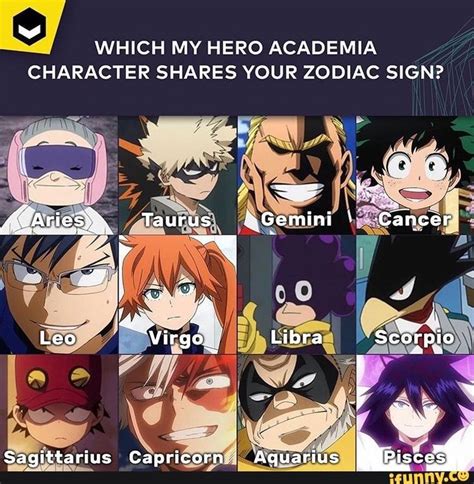 WHICH MY HERO ACADEMIA
CHARACTER SHARES YOUR ZODIAC SIGN?
Aries Taurus Gemini Cancer
Leo Virgo Libra Scorpio
Sagittarius Capricorn Aquarius Pisces
ifunny.co